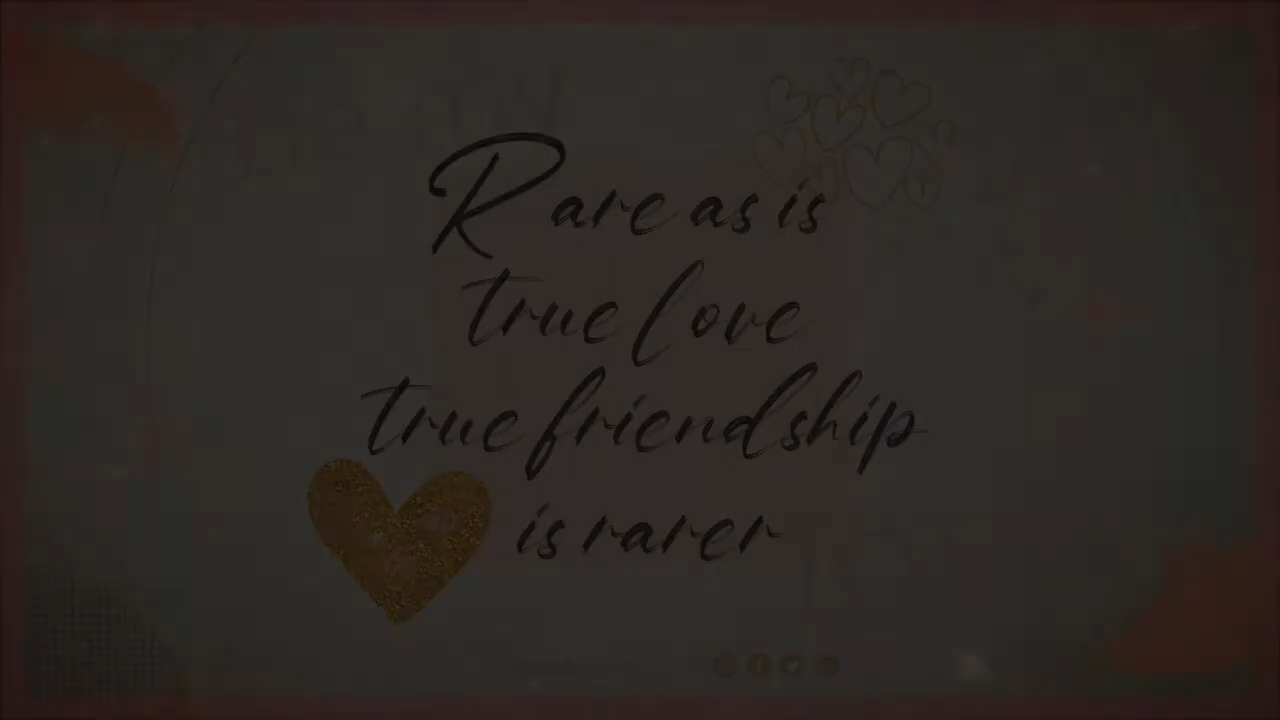 Rare as is
true love
true friendship
is rarer